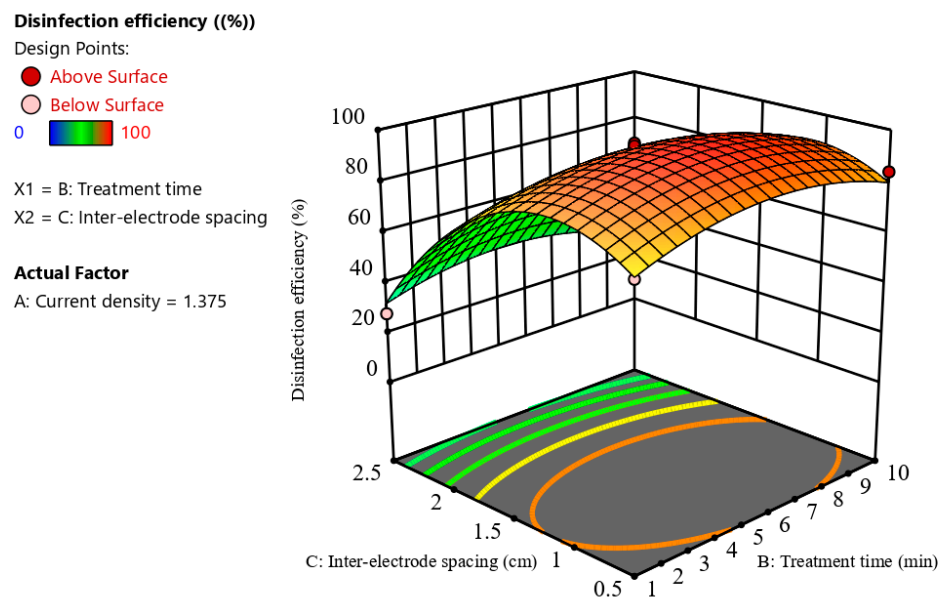 Disinfection efficiency ((%))
Design Points:
Above Surface
Below Surface
0 100
X1 = B: Treatment time
X2 = C: Inter-electrode spacing
Actual Factor
A: Current density = 1.375
Disinfection efficiency (%)
100
80
60
40
20
0
2.5
2
1.5
1
0.5
C: Inter-electrode spacing (cm)
1
2
3
4
5
6
7
8
9
10
B: Treatment time (min)